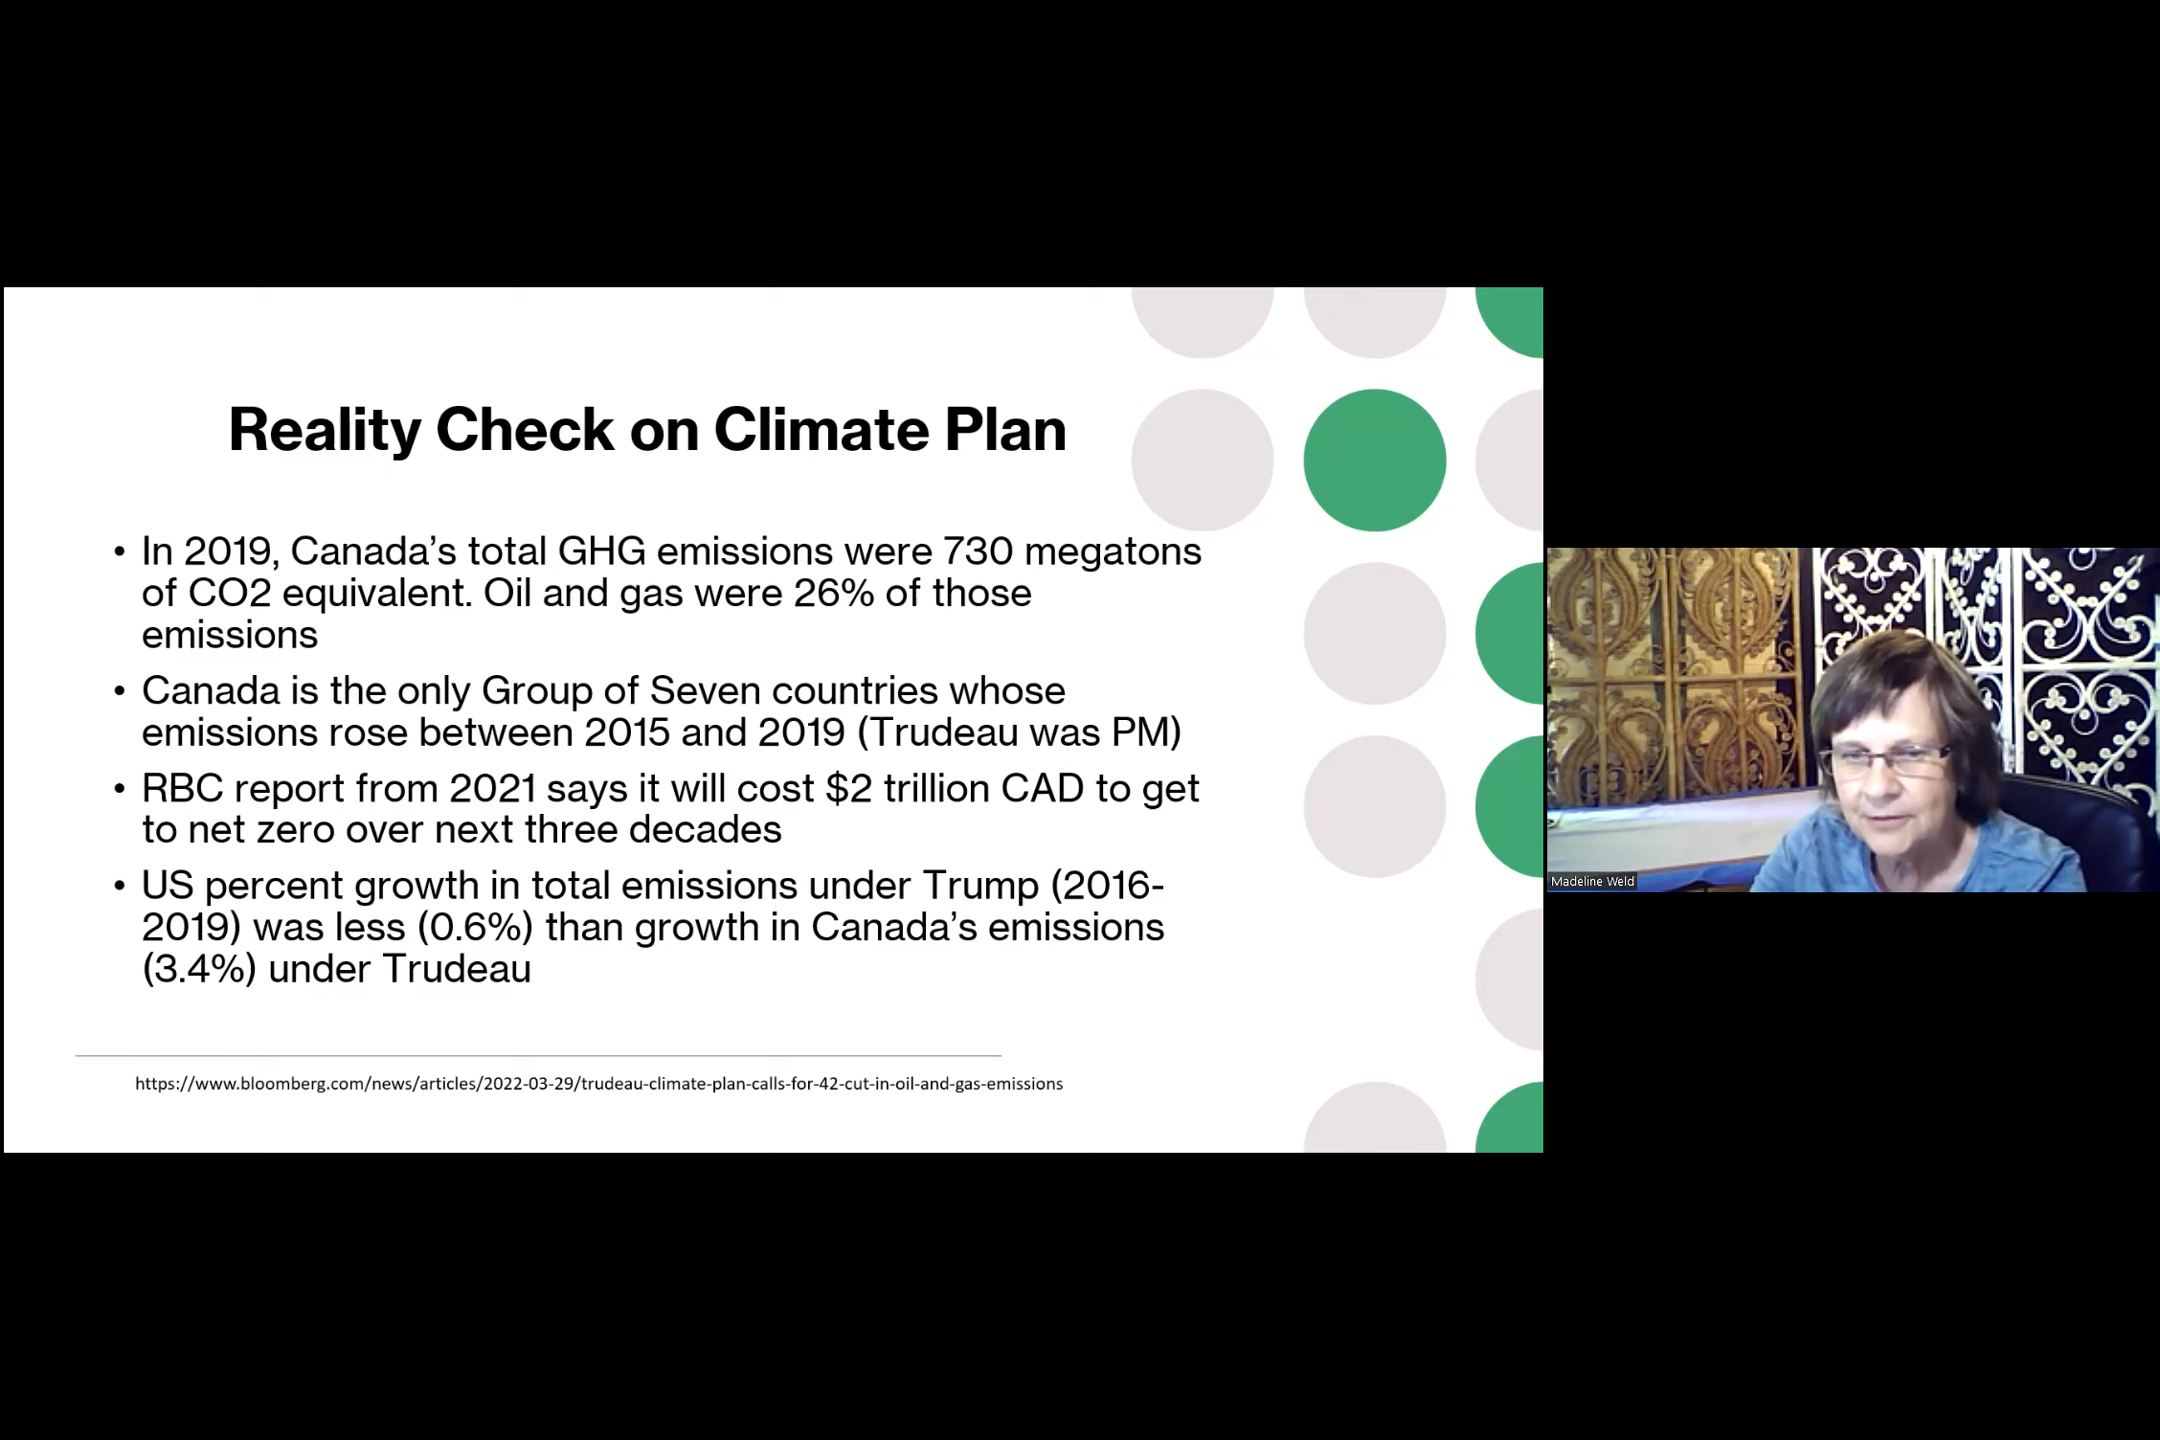 Reality Check on Climate Plan
• In 2019, Canada’s total GHG emissions were 730 megatons
of CO2 equivalent. Oil and gas were 26% of those
emissions
• Canada is the only Group of Seven countries whose
emissions rose between 2015 and 2019 (Trudeau was PM)
• RBC report from 2021 says it will cost $2 trillion CAD to get
to net zero over next three decades
• US percent growth in total emissions under Trump (2016-
2019) was less (0.6%) than growth in Canada’s emissions
(3.4%) under Trudeau
https://www.bloomberg.com/news/articles/2022-03-29/trudeau-climate-plan-calls-for-42-cut-in-oil-and-gas-emissions
Madeline Weld